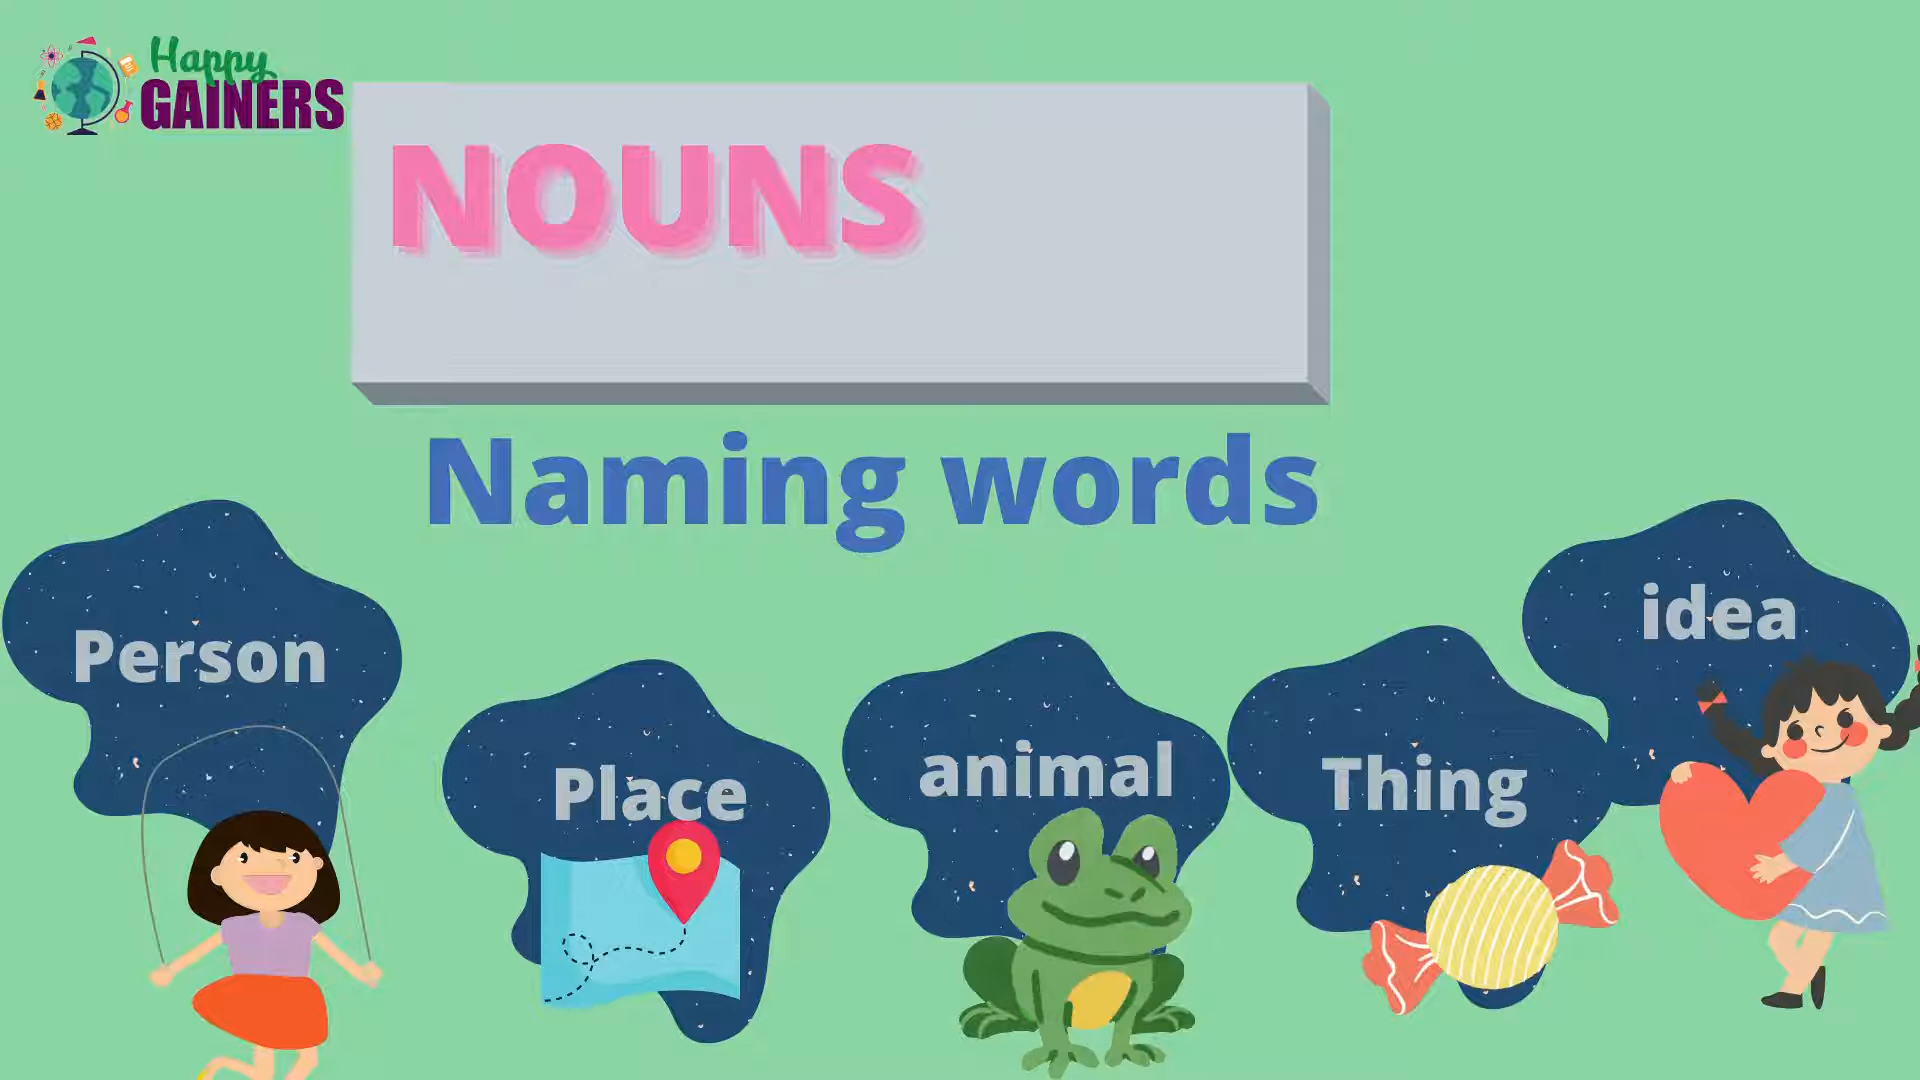 Happy
GAINERS
NOUNS
Naming words
Person
Place
animal
Thing
idea